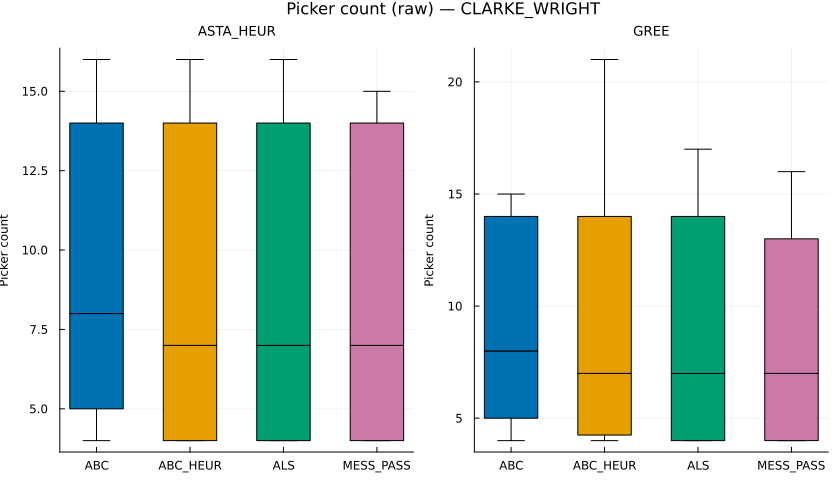 Picker count (raw) — CLARKE_WRIGHT
ASTA_HEUR
Picker count
15.0
12.5
10.0
7.5
5.0
ABC ABC_HEUR ALS MESS_PASS
GREE
Picker count
20
15
10
5
ABC ABC_HEUR ALS MESS_PASS